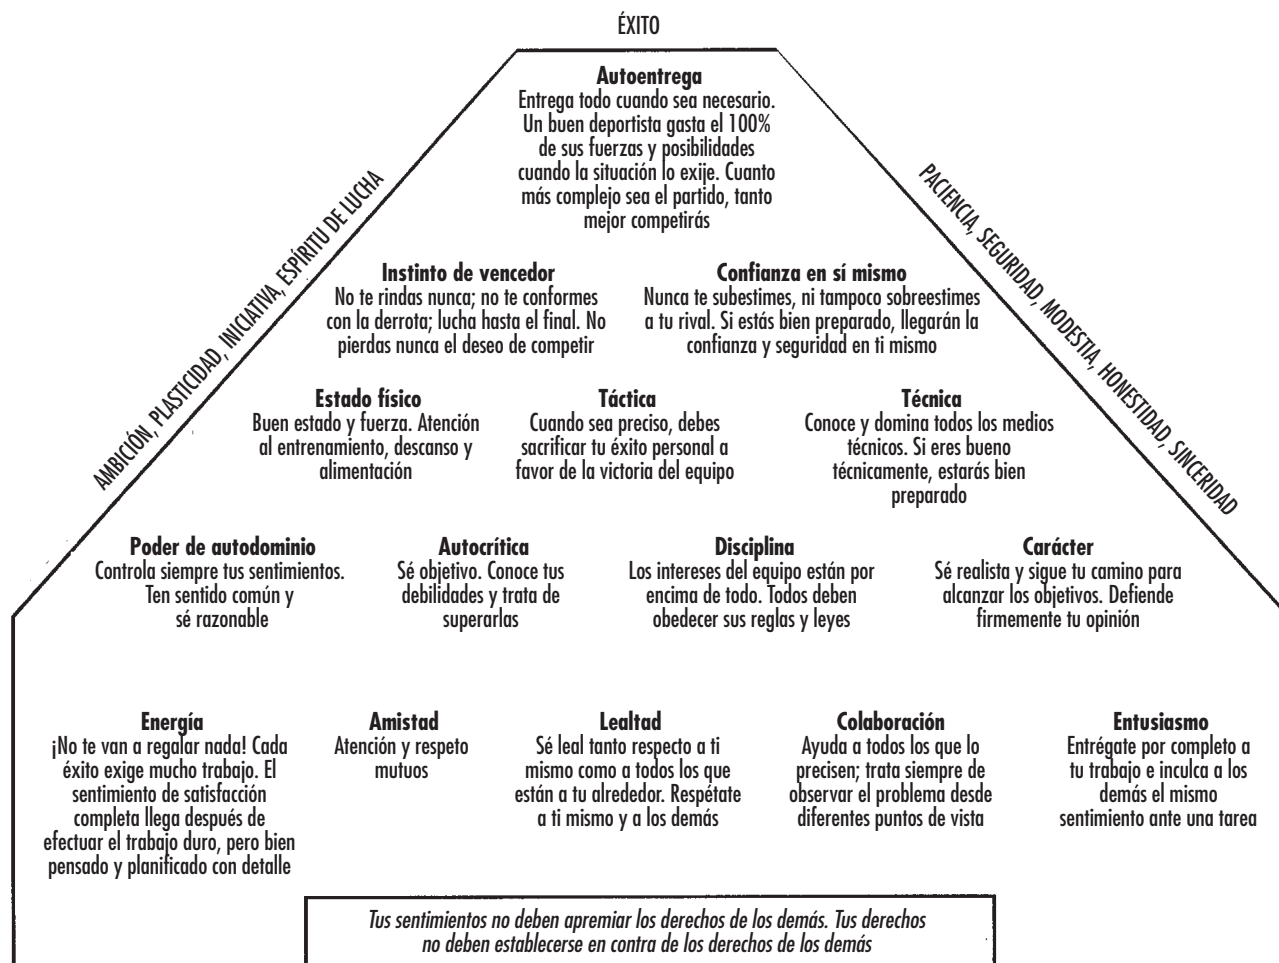 ÉXITO
Autoentrega
Entrega todo cuando sea necesario.
Un buen deportista gasta el 100%
de sus fuerzas y posibilidades
cuando la situación lo exije. Cuanto
más complejo sea el partido, tanto
mejor competirás
AMBICIÓN, PLASTICIDAD, INICIATIVA, ESPÍRITU DE LUCHA
PACIENCIA, SEGURIDAD, MODESTIA, HONESTIDAD, SINCERIDAD
Instinto de vencedor
No te rindas nunca; no te conformes
con la derrota; lucha hasta el final. No
pierdas nunca el deseo de competir
Confianza en sí mismo
Nunca te subestimes, ni tampoco sobreestimes
a tu rival. Si estás bien preparado, llegarán la
confianza y seguridad en ti mismo
Estado físico
Buen estado y fuerza. Atención
al entrenamiento, descanso y
alimentación
Táctica
Cuando sea preciso, debes
sacrificar tu éxito personal a
favor de la victoria del equipo
Técnica
Conoce y domina todos los medios
técnicos. Si eres bueno
técnicamente, estarás bien
preparado
Poder de autodominio
Controla siempre tus sentimientos.
Ten sentido común y
sé razonable
Autocrítica
Sé objetivo. Conoce tus
debilidades y trata de
superarlas
Disciplina
Los intereses del equipo están por
encima de todo. Todos deben
obedecer sus reglas y leyes
Carácter
Sé realista y sigue tu camino para
alcanzar los objetivos. Defiende
firmemente tu opinión
Energía
¡No te van a regalar nada! Cada
éxito exige mucho trabajo. El
sentimiento de satisfacción
completa llega después de
efectuar el trabajo duro, pero bien
pensado y planificado con detalle
Amistad
Atención y respeto
mutuos
Lealtad
Sé leal tanto respecto a ti
mismo como a todos los que
están a tu alrededor. Respétate
a ti mismo y a los demás
Colaboración
Ayuda a todos los que lo
precisen; trata siempre de
observar el problema desde
diferentes puntos de vista
Entusiasmo
Entrégate por completo a
tu trabajo e inculca a los
demás el mismo
sentimiento ante una tarea
Tus sentimientos no deben apremiar los derechos de los demás. Tus derechos
no deben establecerse en contra de los derechos de los demás